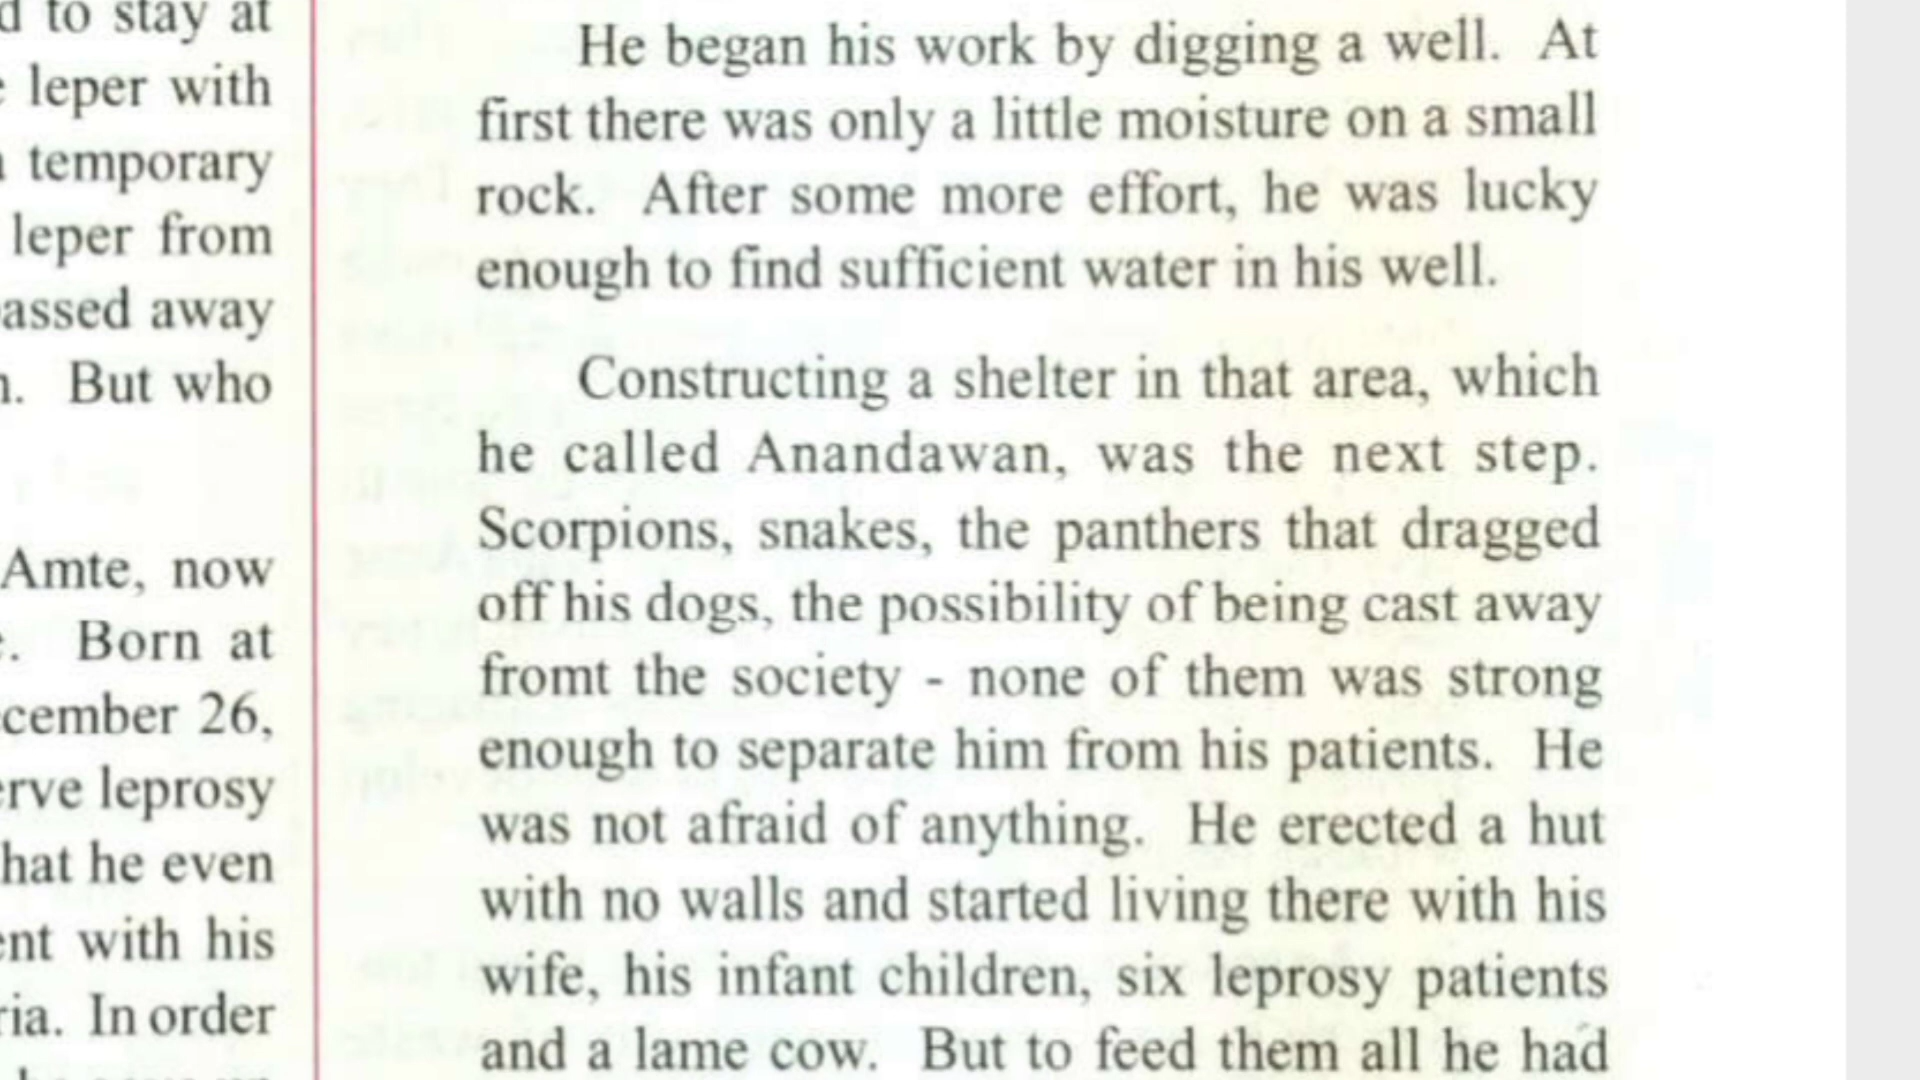 d to stay at
leper with
temporary
leper from
assed away
. But who
Amte, now
. Born at
cember 26,
erve leprosy
hat he even
ent with his
ria. In order
He began his work by digging a well. At
first there was only a little moisture on a small
rock. After some more effort, he was lucky
enough to find sufficient water in his well.
Constructing a shelter in that area, which
he called Anandawan, was the next step.
Scorpions, snakes, the panthers that dragged
off his dogs, the possibility of being cast away
fromt the society - none of them was strong
enough to separate him from his patients. He
was not afraid of anything. He erected a hut
with no walls and started living there with his
wife, his infant children, six leprosy patients
and a lame cow. But to feed them all he had